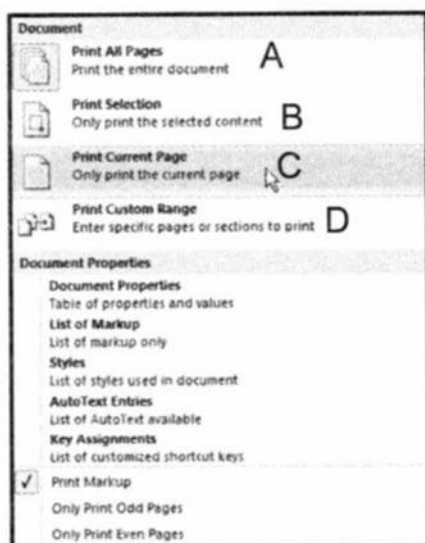 Document
Print All Pages
Print the entire document
A
Print Selection
Only print the selected content
B
Print Current Page
Only print the current page
C
Print Custom Range
Enter specific pages or sections to print
D
Document Properties
Document Properties
Table of properties and values
List of Markup
List of markup only
Styles
List of styles used in document
AutoText Entries
List of AutoText available
Key Assignments
List of customized shortcut keys
Print Markup
Only Print Odd Pages
Only Print Even Pages